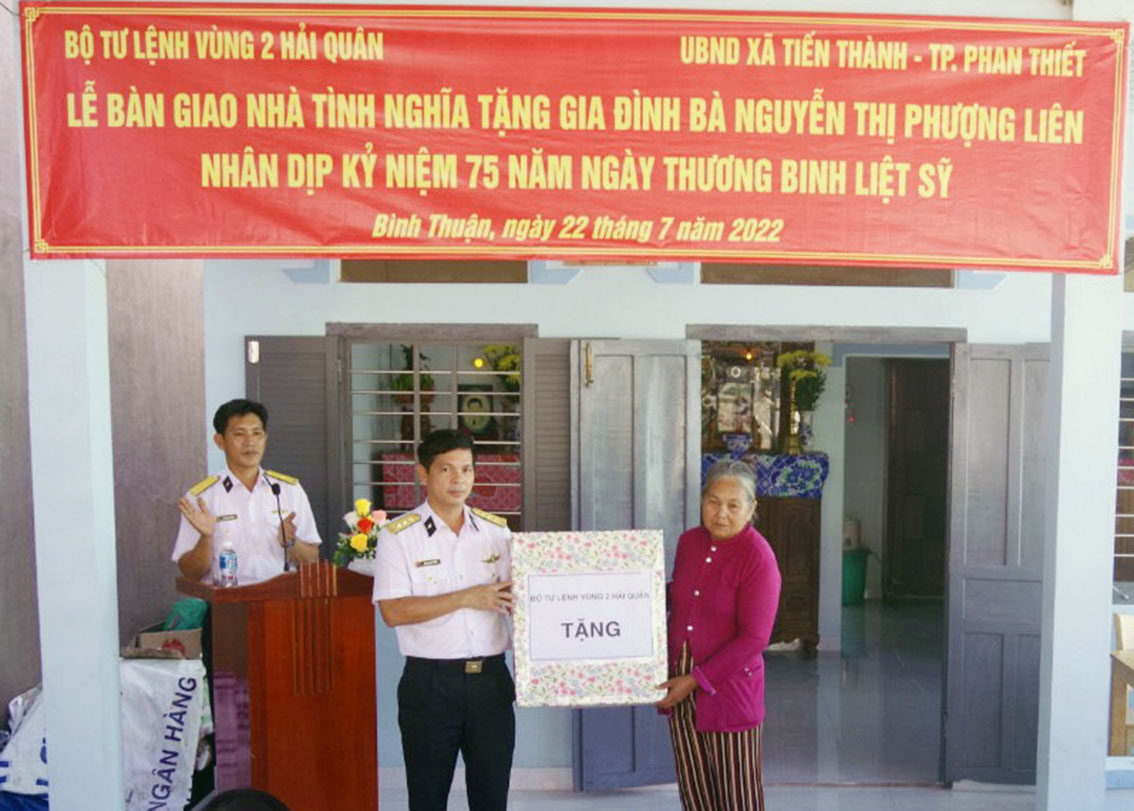 BỘ TƯ LỆNH VÙNG 2 HẢI QUÂN
UBND XÃ TIẾN THÀNH - TP. PHAN THIẾT
LỄ BÀN GIAO NHÀ TÌNH NGHĨA TẶNG GIA ĐÌNH BÀ NGUYỄN THỊ PHƯỢNG LIÊN
NHÂN DỊP KỶ NIỆM 75 NĂM NGÀY THƯƠNG BINH LIỆT SỸ
Bình Thuận, ngày 22 tháng 7 năm 2022
BỘ TƯ LỆNH VÙNG 2 HẢI QUÂN
TẶNG
NGÂN HÀNG